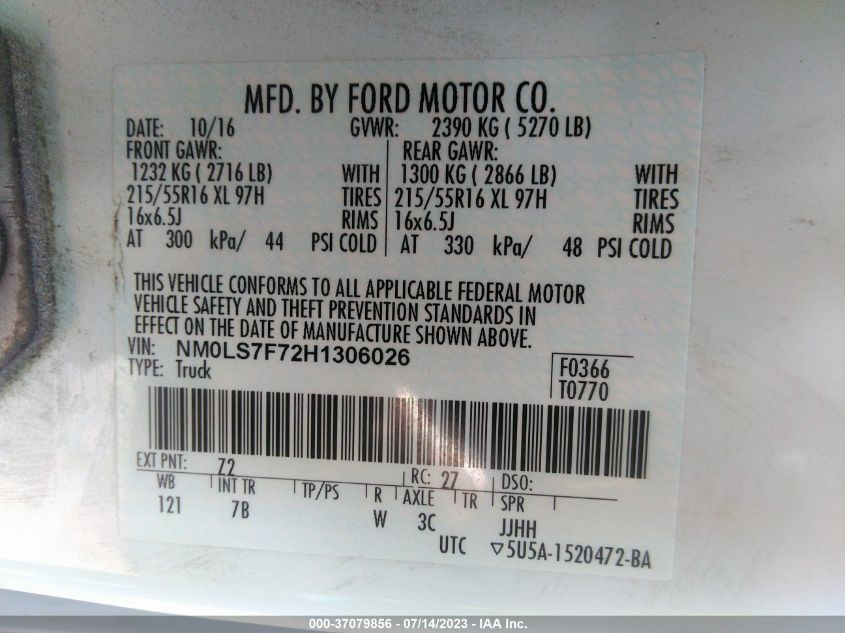 MFD. BY FORD MOTOR CO.
DATE: 10/16 GVWR: 2390 KG ( 5270 LB)
FRONT GAWR: REAR GAWR:
1232 KG ( 2716 LB) WITH 1300 KG ( 2866 LB) WITH
215/55R16 XL 97H TIRES 215/55R16 XL 97H TIRES
16x6.5J RIMS 16x6.5J RIMS
AT 300 kPa/ 44 PSI COLD AT 330 kPa/ 48 PSI COLD
THIS VEHICLE CONFORMS TO ALL APPLICABLE FEDERAL MOTOR
VEHICLE SAFETY AND THEFT PREVENTION STANDARDS IN
EFFECT ON THE DATE OF MANUFACTURE SHOWN ABOVE.
VIN: NM0LS7F72H1306026
TYPE: Truck
F0366
T0770
EXT PNT: Z2 RC: 27 DSO:
WB INT TR TP/PS R AXLE TR SPR
121 7B W 3C JJHH
UTC ▽5U5A-1520472-BA
000-37079856 - 07/14/2023 - IAA Inc.